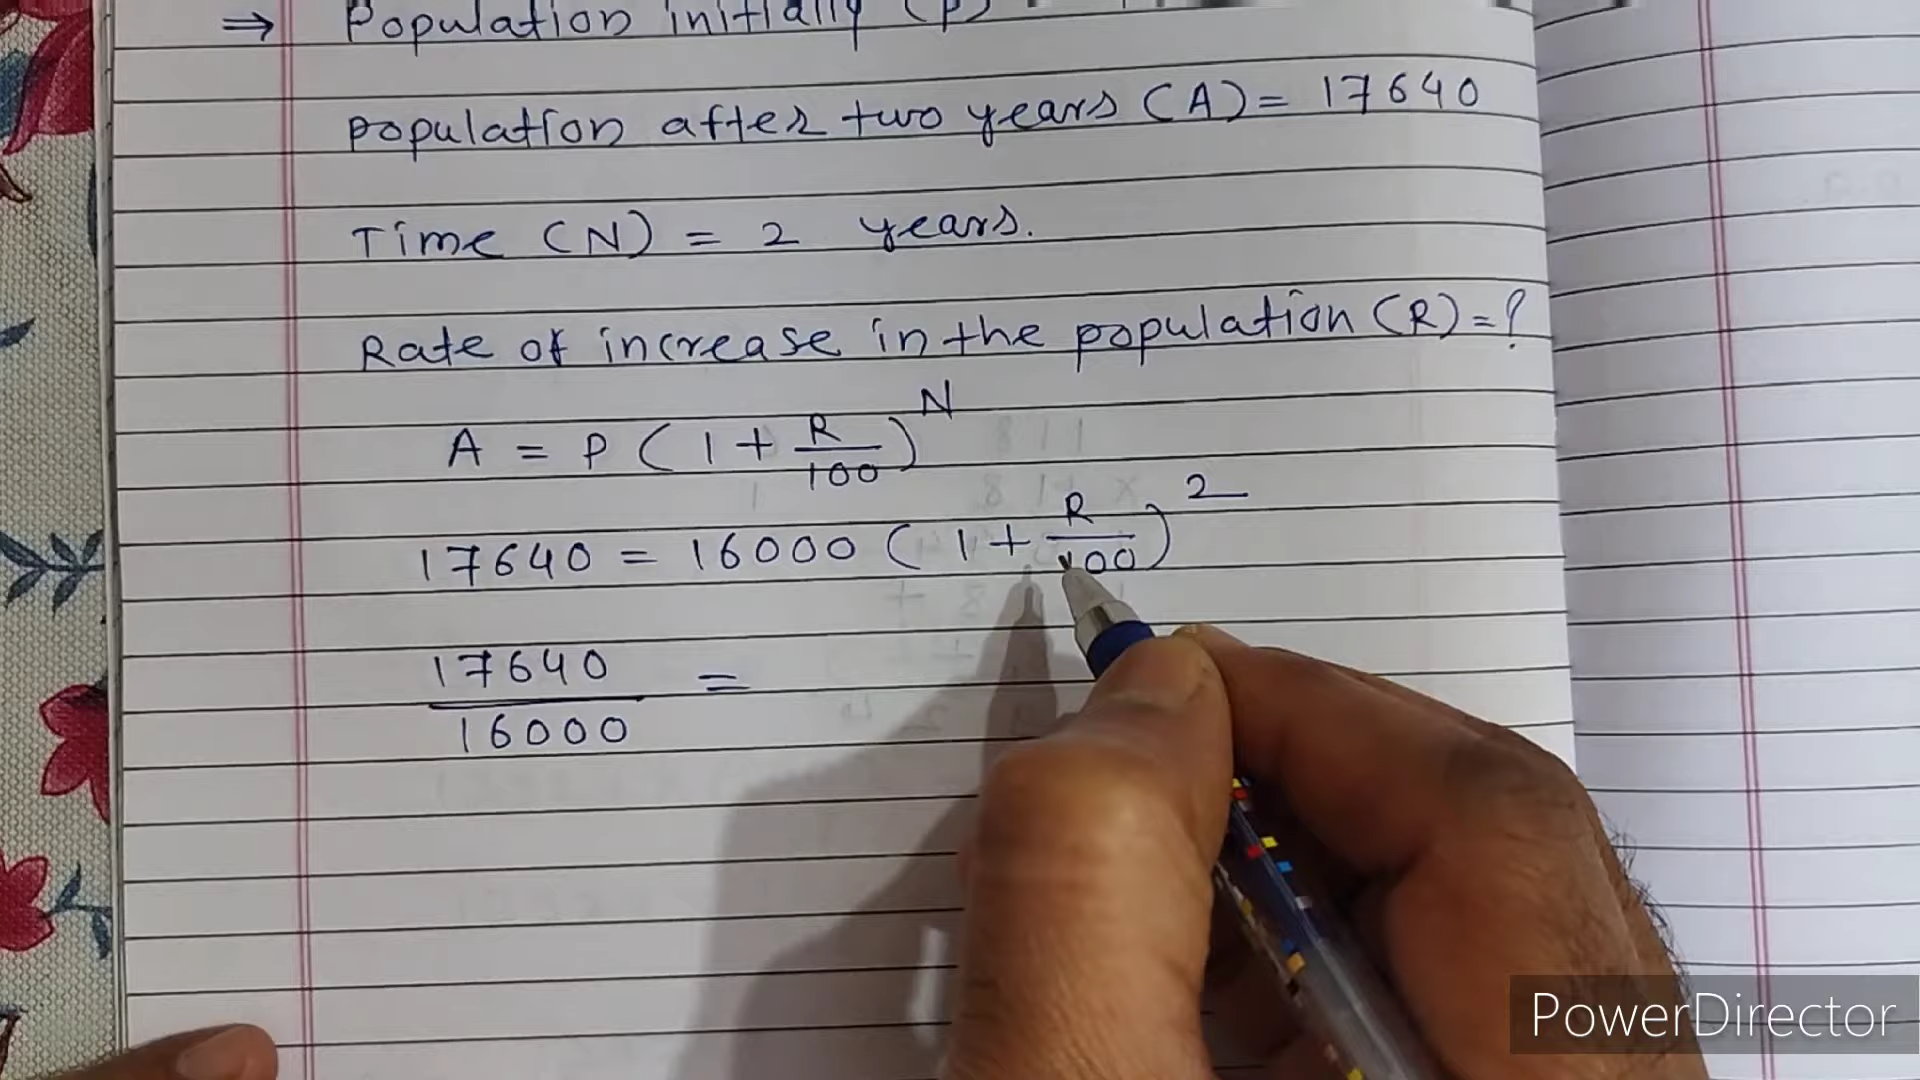 ⇒ Population initially (P)
Population after two years (A) = 17640
Time (N) = 2 years.
Rate of increase in the population (R) = ?
A = P ( 1 + R/100 )^N
17640 = 16000 ( 1 + R/100 )^2
17640/16000 =
PowerDirector